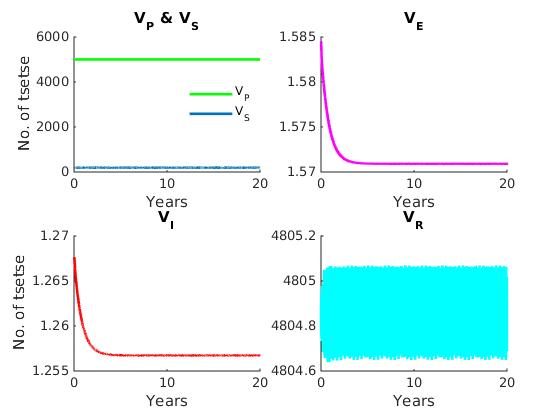 V_P & V_S
6000
4000
2000
0
No. of tsetse
V_P
V_S
0 10 20
Years
V_E
1.585
1.58
1.575
1.57
0 10 20
Years
V_I
1.27
1.265
1.26
1.255
No. of tsetse
0 10 20
Years
V_R
4805.2
4805
4804.8
4804.6
0 10 20
Years